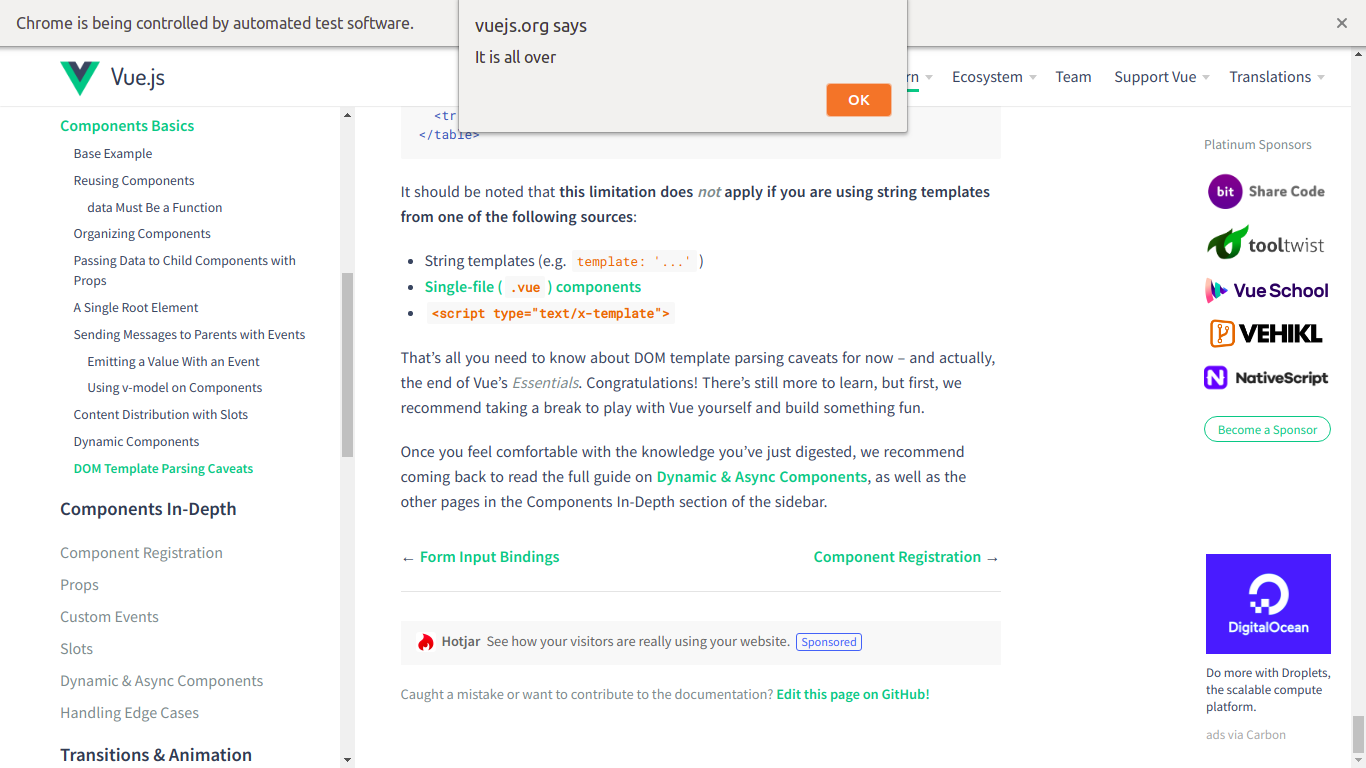 Chrome is being controlled by automated test software.
vuejs.org says
It is all over
OK
Vue.js
rn
Ecosystem
Team
Support Vue
Translations
Components Basics
Base Example
Reusing Components
data Must Be a Function
Organizing Components
Passing Data to Child Components with
Props
A Single Root Element
Sending Messages to Parents with Events
Emitting a Value With an Event
Using v-model on Components
Content Distribution with Slots
Dynamic Components
DOM Template Parsing Caveats
Components In-Depth
Component Registration
Props
Custom Events
Slots
Dynamic & Async Components
Handling Edge Cases
Transitions & Animation
<tr
</table>
It should be noted that this limitation does not apply if you are using string templates
from one of the following sources:
• String templates (e.g. template: '...' )
• Single-file ( .vue ) components
• <script type="text/x-template">
That’s all you need to know about DOM template parsing caveats for now – and actually,
the end of Vue’s Essentials. Congratulations! There’s still more to learn, but first, we
recommend taking a break to play with Vue yourself and build something fun.
Once you feel comfortable with the knowledge you’ve just digested, we recommend
coming back to read the full guide on Dynamic & Async Components, as well as the
other pages in the Components In-Depth section of the sidebar.
← Form Input Bindings
Component Registration →
Hotjar See how your visitors are really using your website. Sponsored
Caught a mistake or want to contribute to the documentation? Edit this page on GitHub!
Platinum Sponsors
bit Share Code
tooltwist
Vue School
VEHIKL
NativeScript
Become a Sponsor
DigitalOcean
Do more with Droplets,
the scalable compute
platform.
ads via Carbon